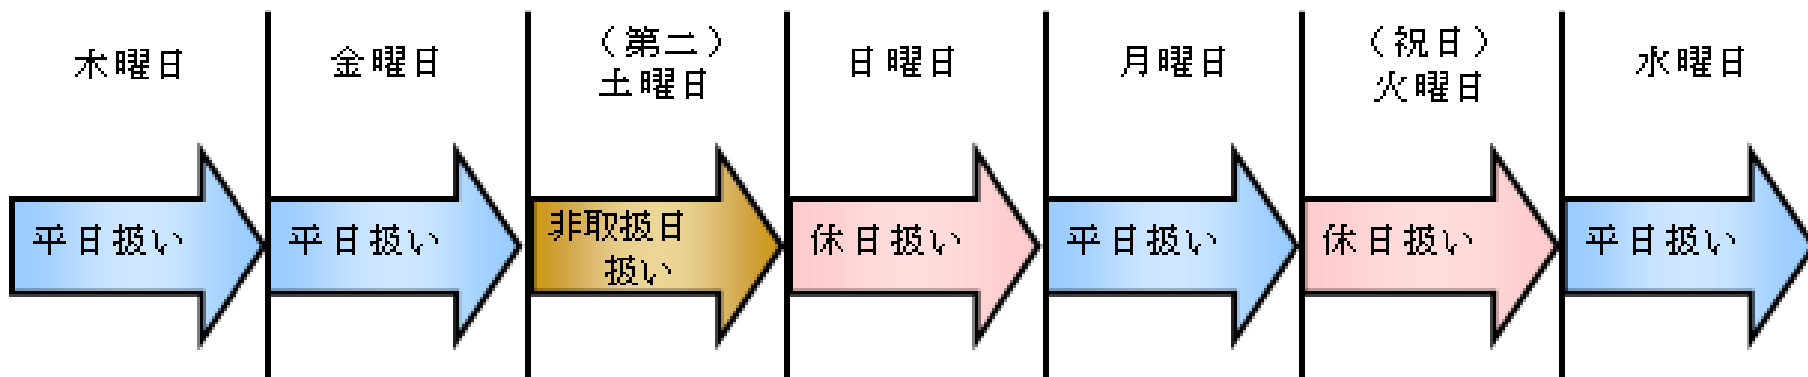 木曜日
金曜日
（第二）
土曜日
日曜日
月曜日
（祝日）
火曜日
水曜日
平日扱い
平日扱い
非取扱日
扱い
休日扱い
平日扱い
休日扱い
平日扱い